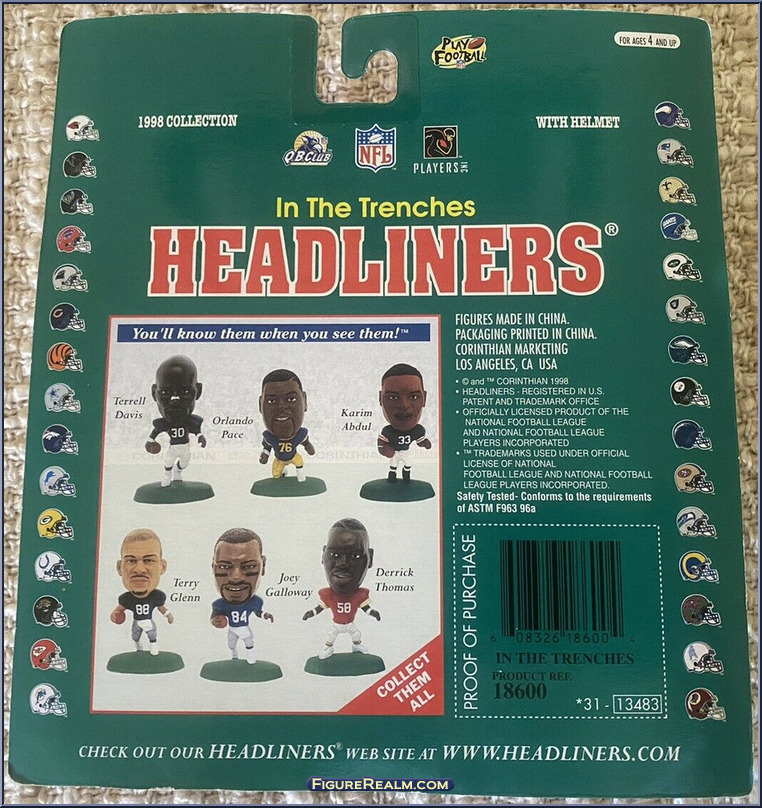 PLAY
FOOTBALL
FOR AGES 4 AND UP
1998 COLLECTION
WITH HELMET
Q.B. CLUB
NFL
PLAYERS INC
In The Trenches
HEADLINERS®
You'll know them when you see them!™
Terrell
Davis
30
Orlando
Pace
76
Karim
Abdul
33
88
Terry
Glenn
84
Joey
Galloway
58
Derrick
Thomas
COLLECT
THEM
ALL
FIGURES MADE IN CHINA.
PACKAGING PRINTED IN CHINA.
CORINTHIAN MARKETING
LOS ANGELES, CA USA
• © and ™ CORINTHIAN 1998
• HEADLINERS - REGISTERED IN U.S.
PATENT AND TRADEMARK OFFICE
• OFFICIALLY LICENSED PRODUCT OF THE
NATIONAL FOOTBALL LEAGUE
AND NATIONAL FOOTBALL LEAGUE
PLAYERS INCORPORATED
• ™ TRADEMARKS USED UNDER OFFICIAL
LICENSE OF NATIONAL
FOOTBALL LEAGUE AND NATIONAL FOOTBALL
LEAGUE PLAYERS INCORPORATED.
Safety Tested- Conforms to the requirements
of ASTM F963 96a
PROOF OF PURCHASE
6 08326 18600 4
IN THE TRENCHES
PRODUCT REF.
18600
*31 - 13483
CHECK OUT OUR HEADLINERS® WEB SITE AT WWW.HEADLINERS.COM
FIGUREREALM.COM